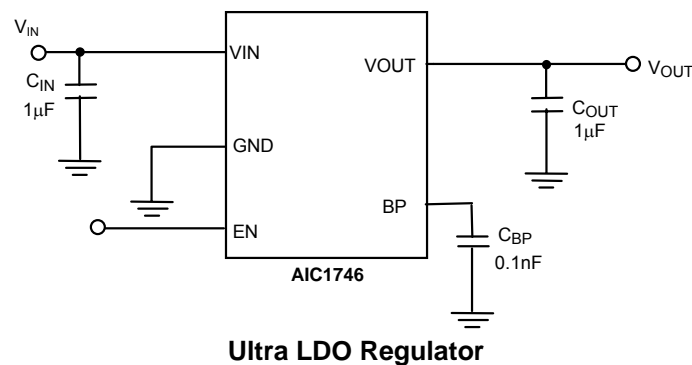 VIN
CIN
1μF
VIN
GND
EN
VOUT
BP
AIC1746
VOUT
COUT
1μF
CBP
0.1nF
Ultra LDO Regulator